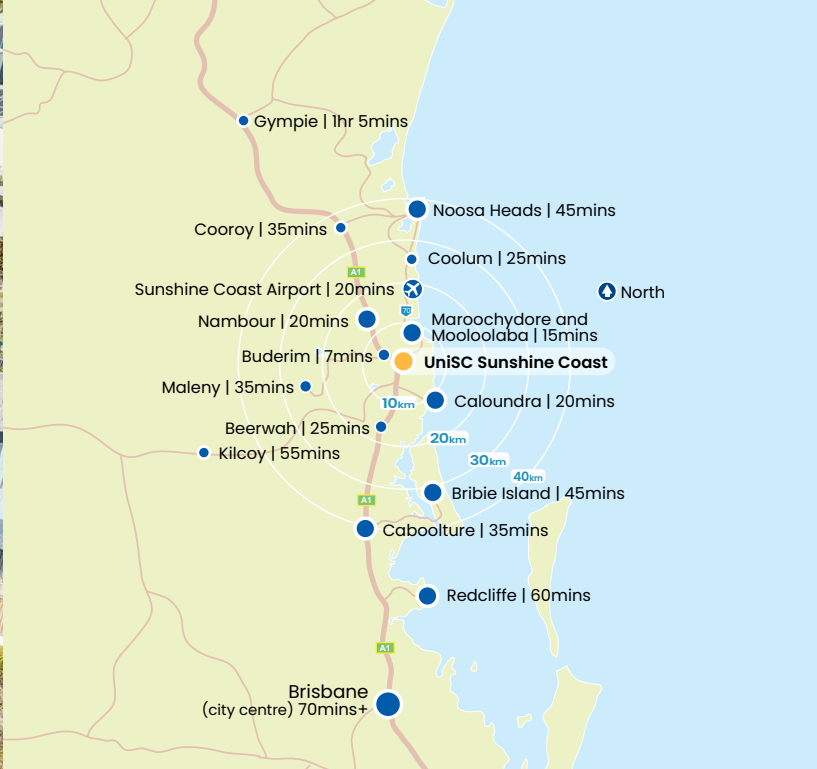 Gympie | 1hr 5mins
Noosa Heads | 45mins
Cooroy | 35mins
Coolum | 25mins
A1
Sunshine Coast Airport | 20mins
North
70
Nambour | 20mins
Maroochydore and
Mooloolaba | 15mins
Buderim | 7mins
UniSC Sunshine Coast
Maleny | 35mins
10km
Caloundra | 20mins
Beerwah | 25mins
20km
Kilcoy | 55mins
30km
40km
Bribie Island | 45mins
A1
Caboolture | 35mins
Redcliffe | 60mins
A1
Brisbane
(city centre) 70mins+